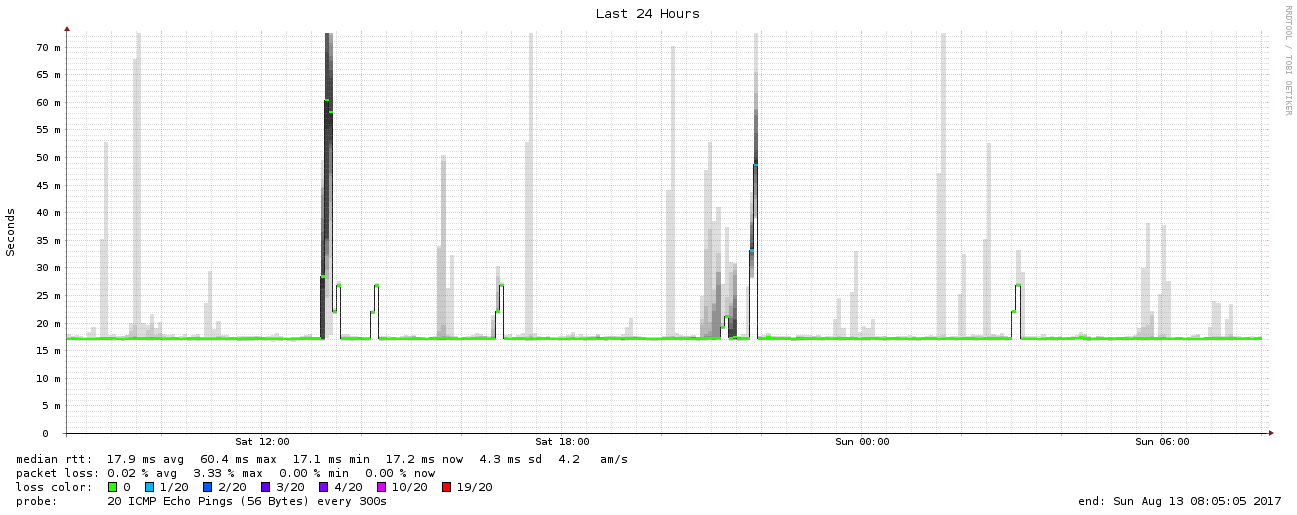 Last 24 Hours
RRDTOOL / TOBI OETIKER
Seconds
70 m
65 m
60 m
55 m
50 m
45 m
40 m
35 m
30 m
25 m
20 m
15 m
10 m
5 m
0
Sat 12:00 Sat 18:00 Sun 00:00 Sun 06:00
median rtt: 17.9 ms avg 60.4 ms max 17.1 ms min 17.2 ms now 4.3 ms sd 4.2 am/s
packet loss: 0.02 % avg 3.33 % max 0.00 % min 0.00 % now
loss color: 0 1/20 2/20 3/20 4/20 10/20 19/20
probe: 20 ICMP Echo Pings (56 Bytes) every 300s end: Sun Aug 13 08:05:05 2017